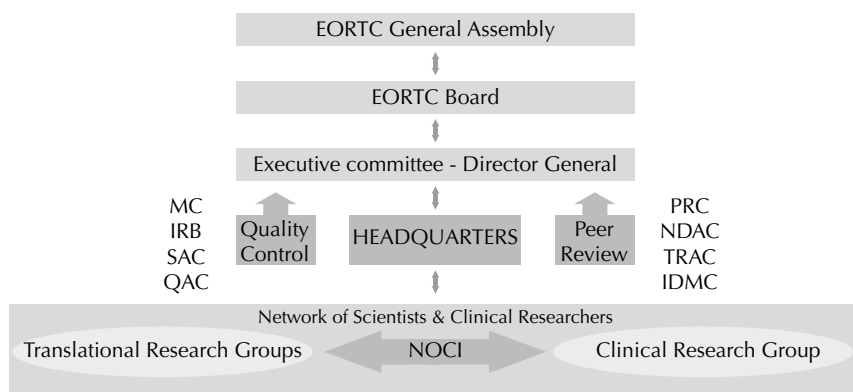 EORTC General Assembly
EORTC Board
Executive committee - Director General
MC
IRB
SAC
QAC
Quality
Control
HEADQUARTERS
Peer
Review
PRC
NDAC
TRAC
IDMC
Network of Scientists & Clinical Researchers
Translational Research Groups
NOCI
Clinical Research Group